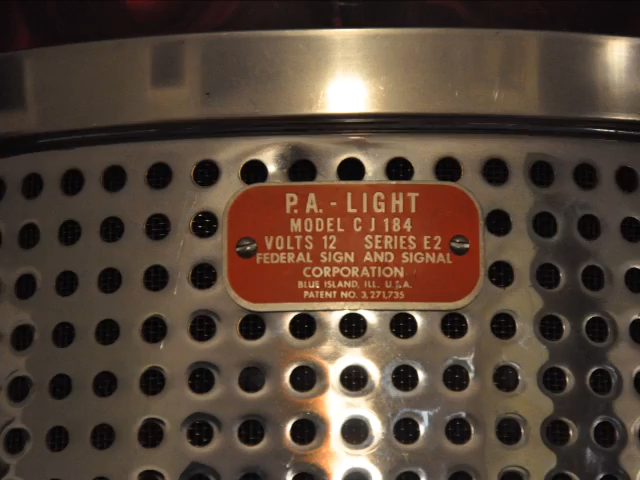 P.A. - LIGHT
MODEL CJ184
VOLTS 12 SERIES E2
FEDERAL SIGN AND SIGNAL
CORPORATION
BLUE ISLAND, ILL. U.S.A.
PATENT NO. 3,271,735